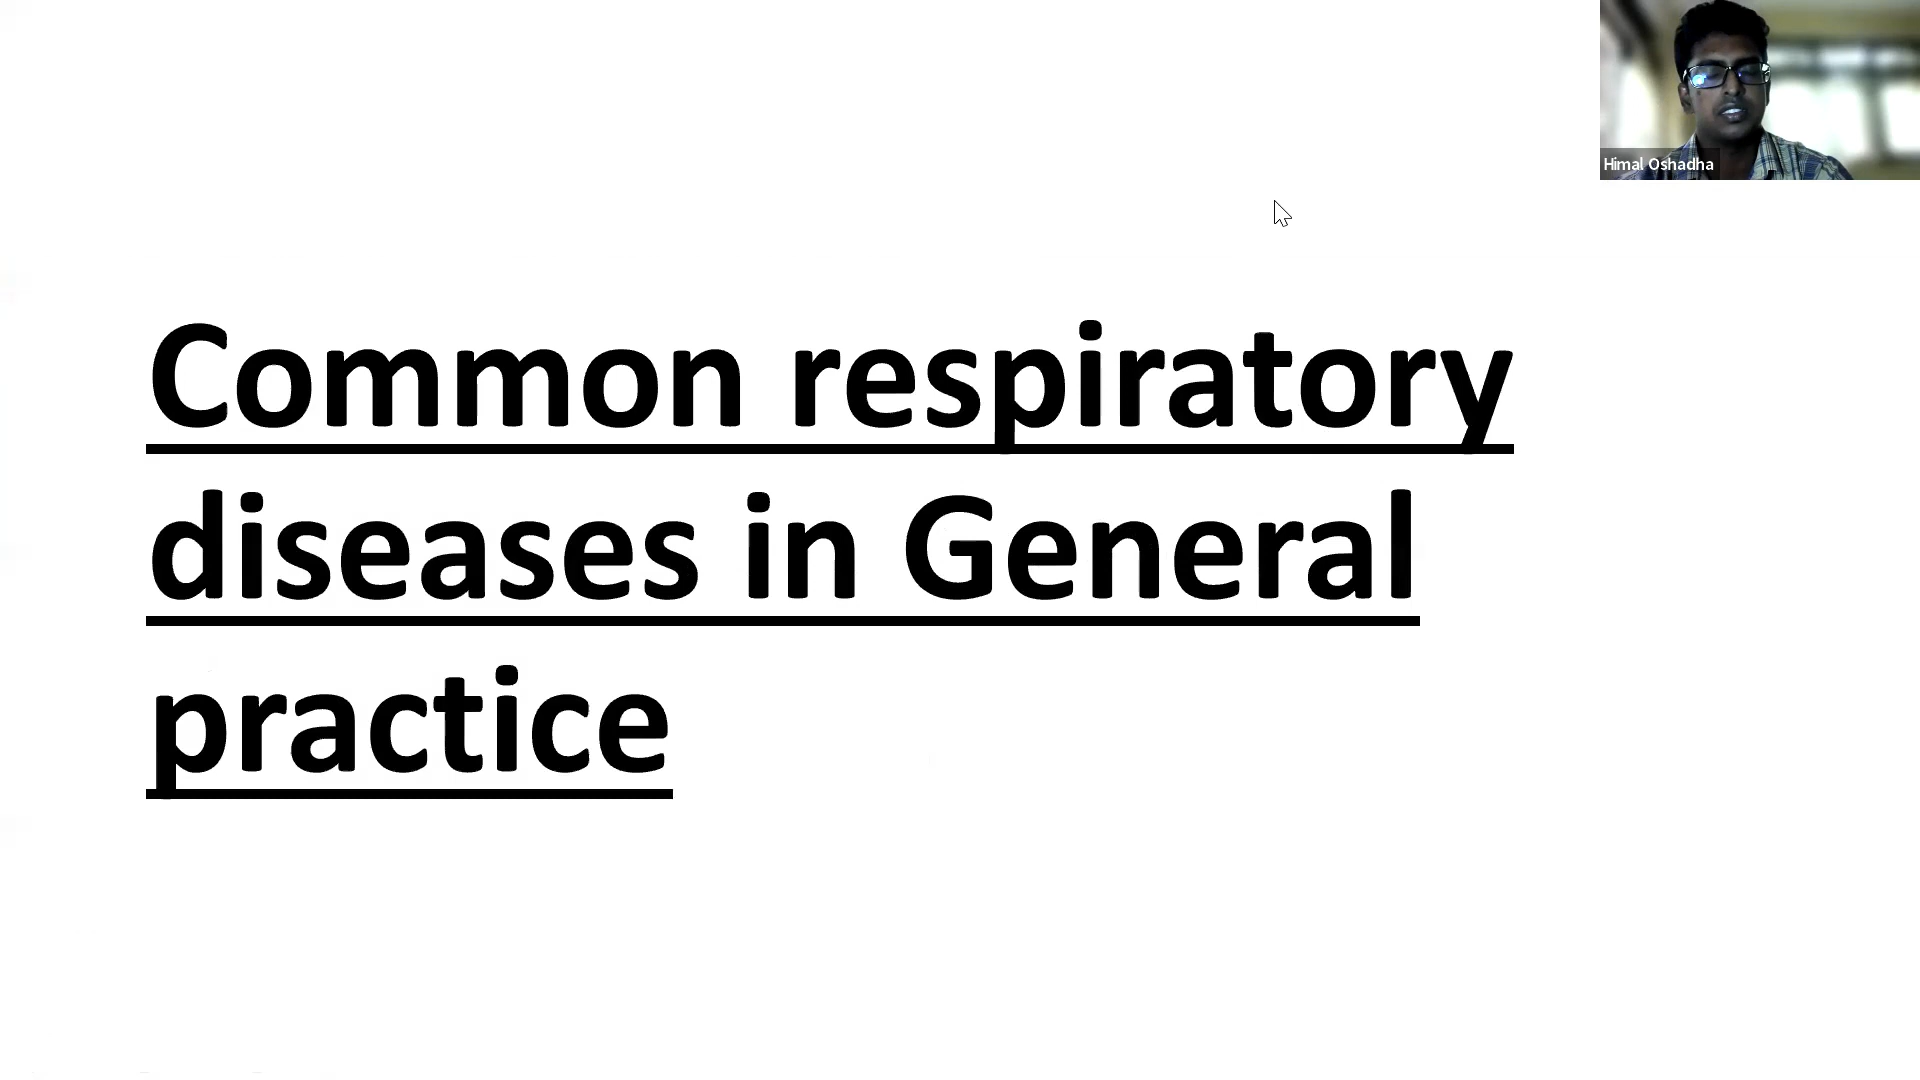 Himal Oshadha
Common respiratory
diseases in General
practice